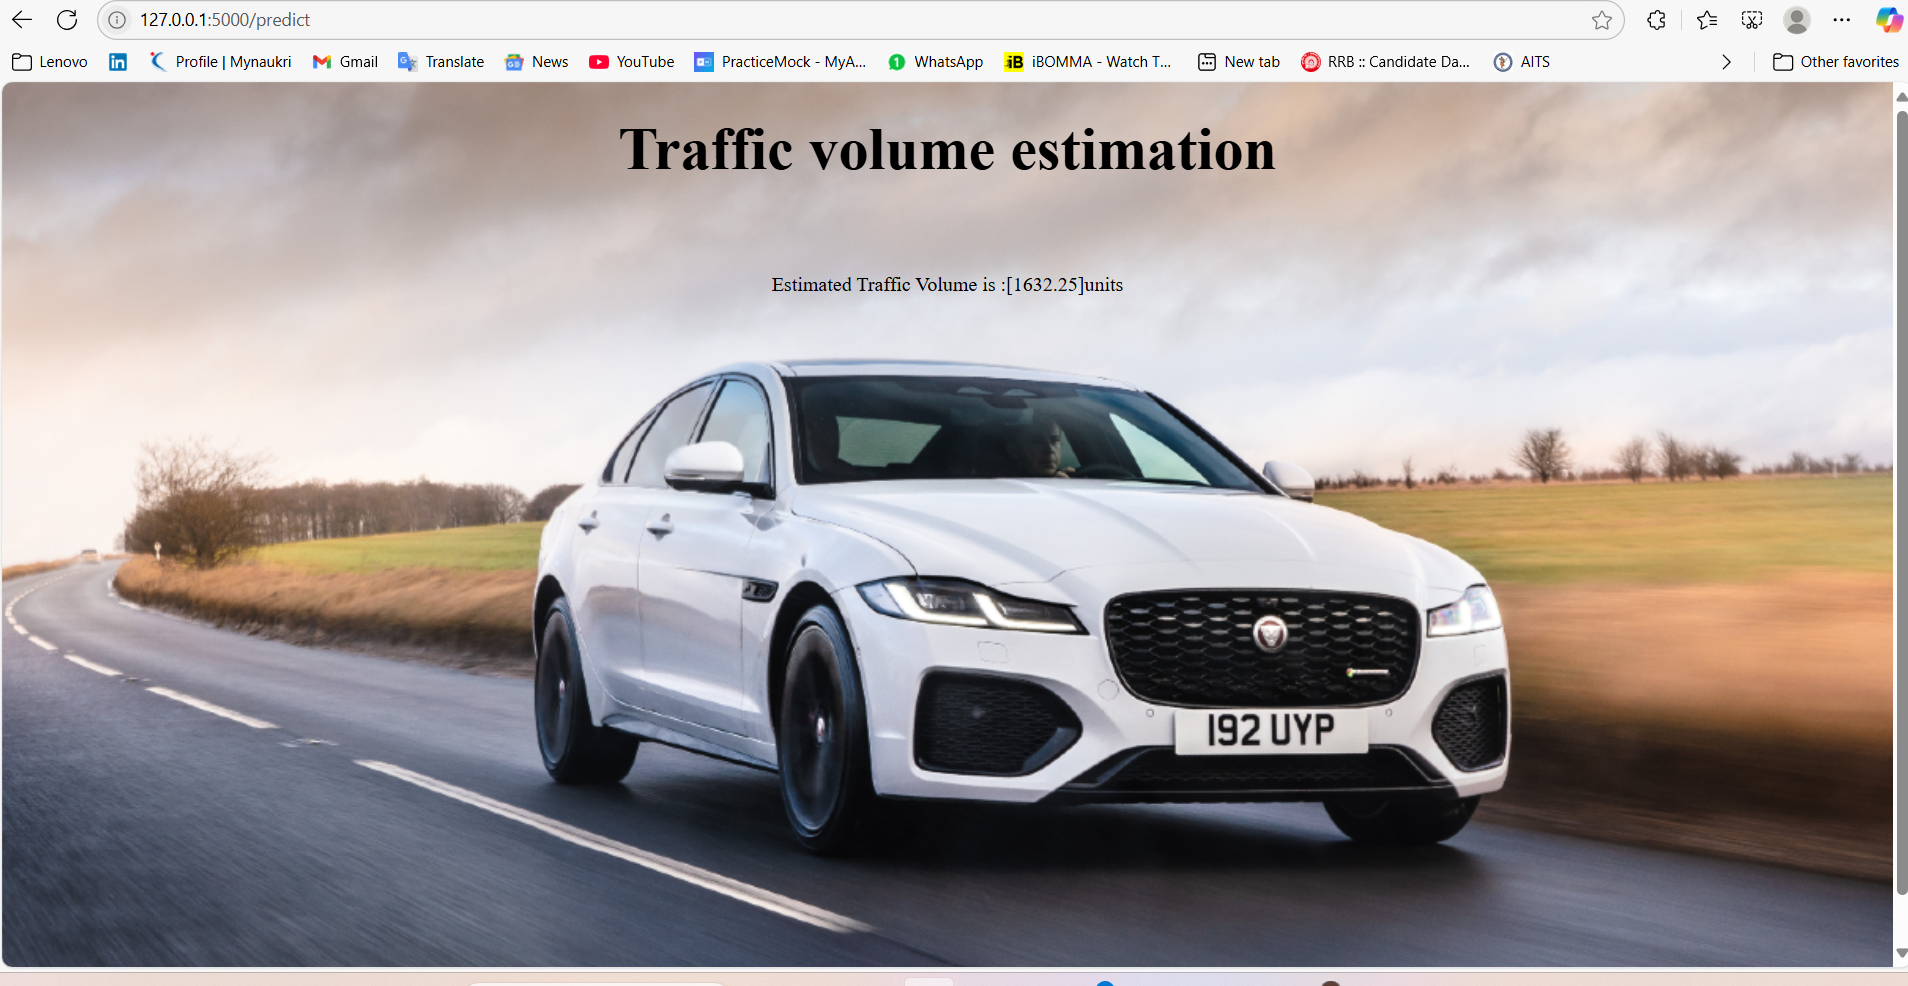 127.0.0.1:5000/predict
Lenovo Profile | Mynaukri Gmail Translate News YouTube PracticeMock - MyA... WhatsApp iBOMMA - Watch T... New tab RRB :: Candidate Da... AITS Other favorites
Traffic volume estimation
Estimated Traffic Volume is :[1632.25]units
192 UYP